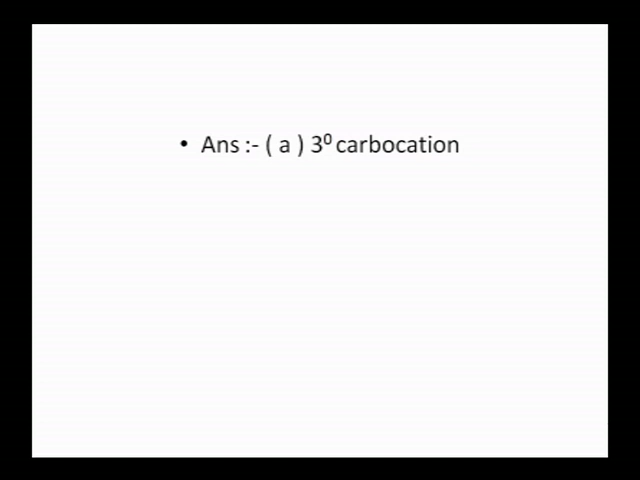 • Ans :- ( a ) 3⁰ carbocation